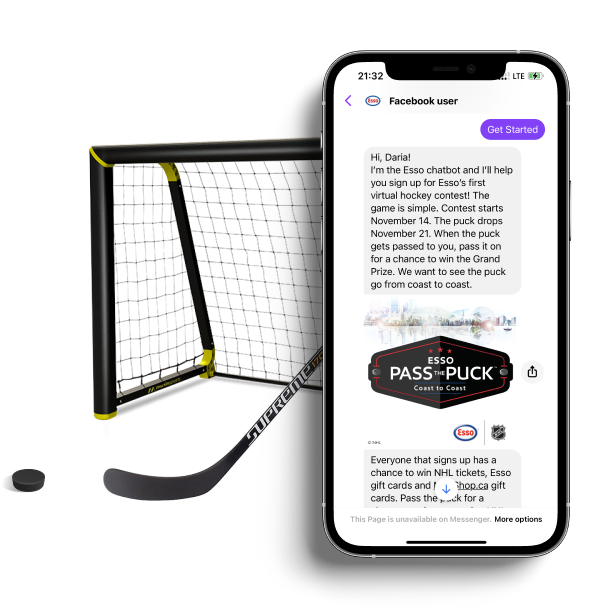 21:32
LTE
Esso
Facebook user
Get Started
Hi, Daria!
I'm the Esso chatbot and I'll help
you sign up for Esso's first
virtual hockey contest! The
game is simple. Contest starts
November 14. The puck drops
November 21. When the puck
gets passed to you, pass it on
for a chance to win the Grand
Prize. We want to see the puck
go from coast to coast.
ESSO
PASS THE PUCK
Coast to Coast
© NHL
Esso
NHL
Everyone that signs up has a
chance to win NHL tickets, Esso
gift cards and Shop.ca gift
cards. Pass the puck for a
This Page is unavailable on Messenger. More options
SUPREME